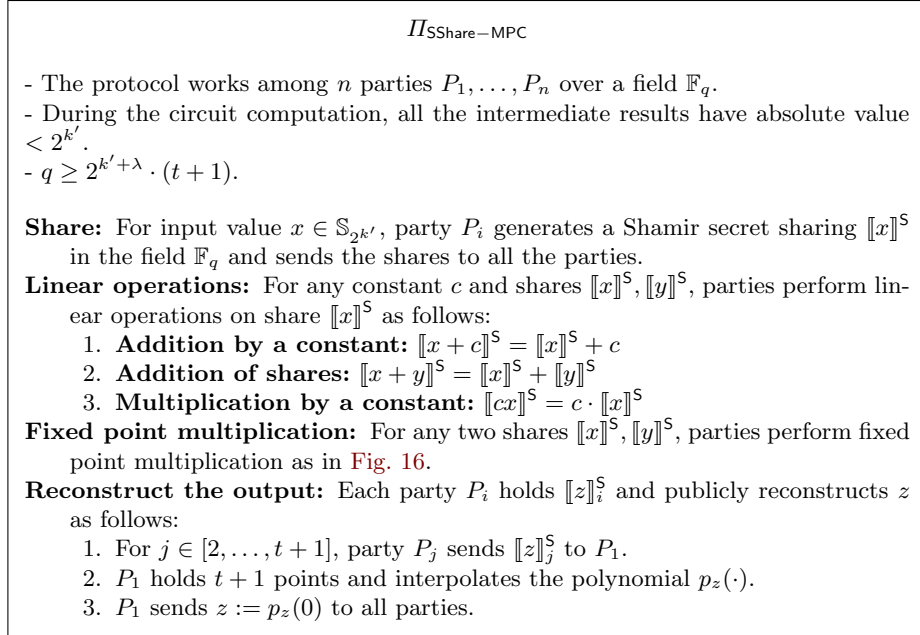 Π_SShare−MPC
- The protocol works among n parties P_1, . . . , P_n over a field 𝔽_q.
- During the circuit computation, all the intermediate results have absolute value
< 2^{k′}.
- q ≥ 2^{k′+λ} · (t + 1).
Share: For input value x ∈ 𝕊_{2^{k′}}, party P_i generates a Shamir secret sharing ⟦x⟧^S
in the field 𝔽_q and sends the shares to all the parties.
Linear operations: For any constant c and shares ⟦x⟧^S, ⟦y⟧^S, parties perform lin-
ear operations on share ⟦x⟧^S as follows:
1. Addition by a constant: ⟦x + c⟧^S = ⟦x⟧^S + c
2. Addition of shares: ⟦x + y⟧^S = ⟦x⟧^S + ⟦y⟧^S
3. Multiplication by a constant: ⟦cx⟧^S = c · ⟦x⟧^S
Fixed point multiplication: For any two shares ⟦x⟧^S, ⟦y⟧^S, parties perform fixed
point multiplication as in Fig. 16.
Reconstruct the output: Each party P_i holds ⟦z⟧^S_i and publicly reconstructs z
as follows:
1. For j ∈ [2, . . . , t + 1], party P_j sends ⟦z⟧^S_j to P_1.
2. P_1 holds t + 1 points and interpolates the polynomial p_z(·).
3. P_1 sends z := p_z(0) to all parties.